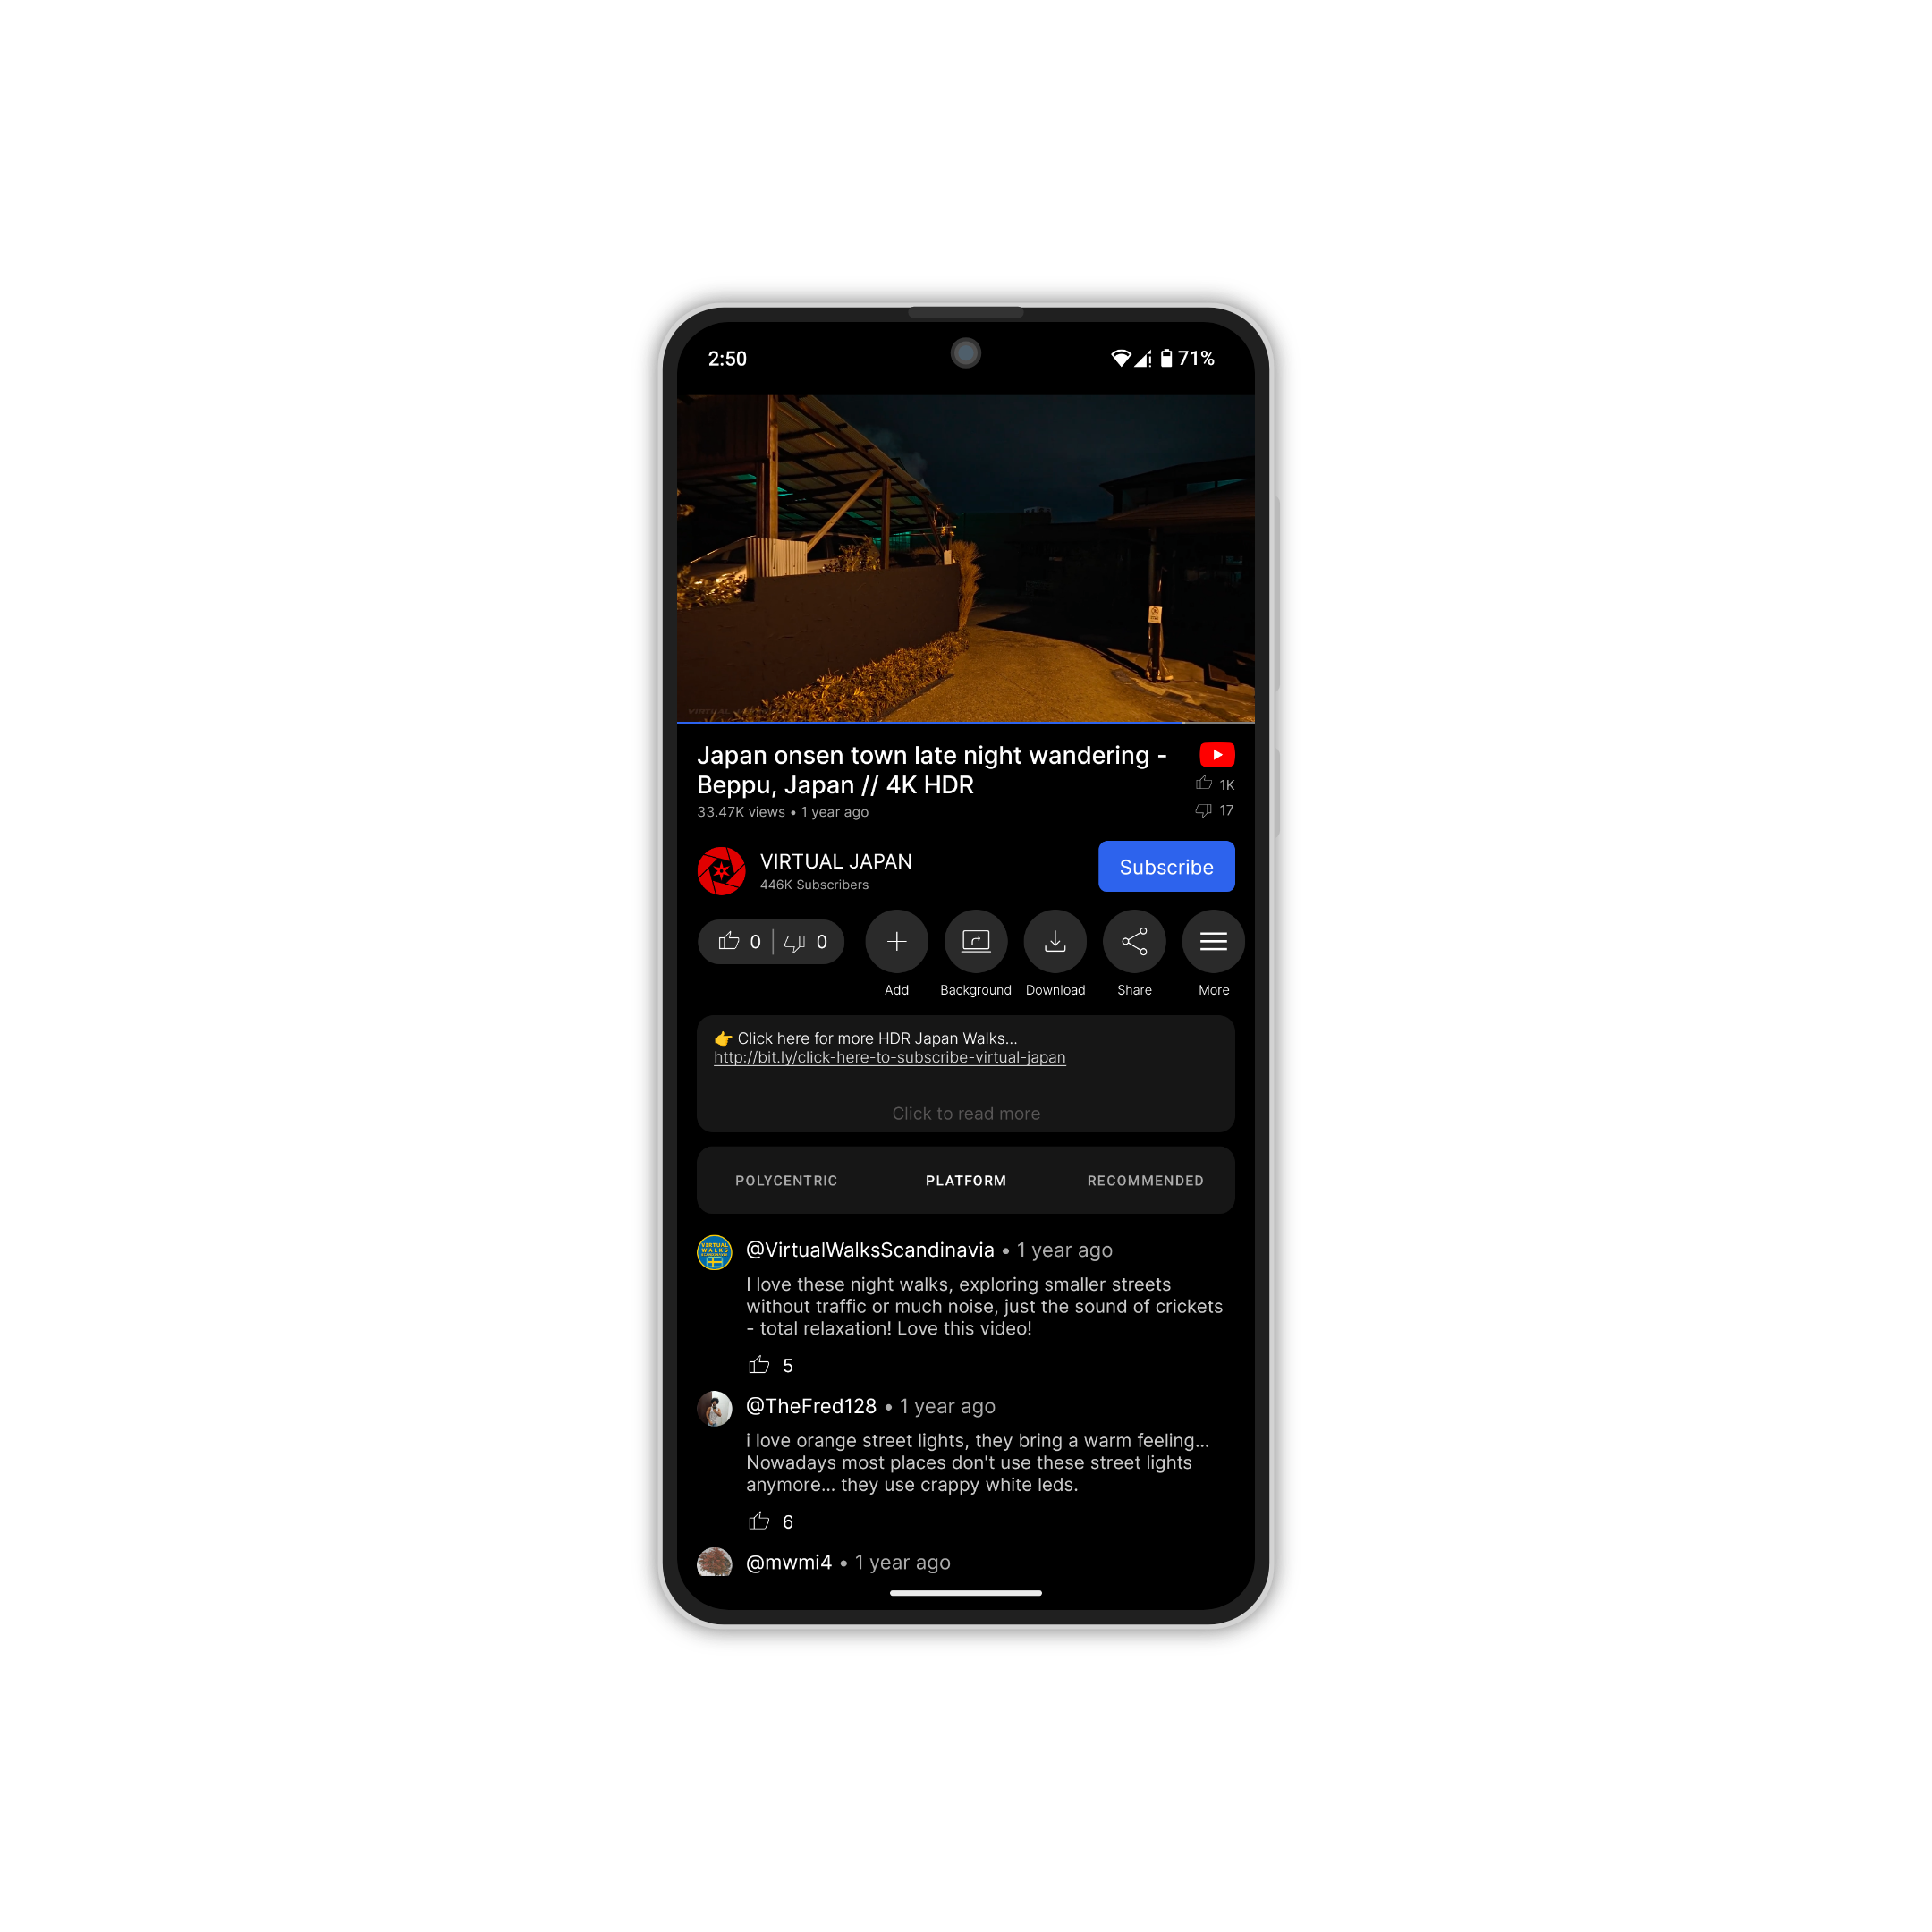 2:50
71%
VIRTUAL
Japan onsen town late night wandering -
Beppu, Japan // 4K HDR
33.47K views • 1 year ago
1K
17
VIRTUAL JAPAN
446K Subscribers
Subscribe
0
0
Add
Background
Download
Share
More
👉 Click here for more HDR Japan Walks...
http://bit.ly/click-here-to-subscribe-virtual-japan
Click to read more
POLYCENTRIC
PLATFORM
RECOMMENDED
VIRTUAL
WALKS
@VirtualWalksScandinavia • 1 year ago
I love these night walks, exploring smaller streets
without traffic or much noise, just the sound of crickets
- total relaxation! Love this video!
5
@TheFred128 • 1 year ago
i love orange street lights, they bring a warm feeling...
Nowadays most places don't use these street lights
anymore... they use crappy white leds.
6
@mwmi4 • 1 year ago